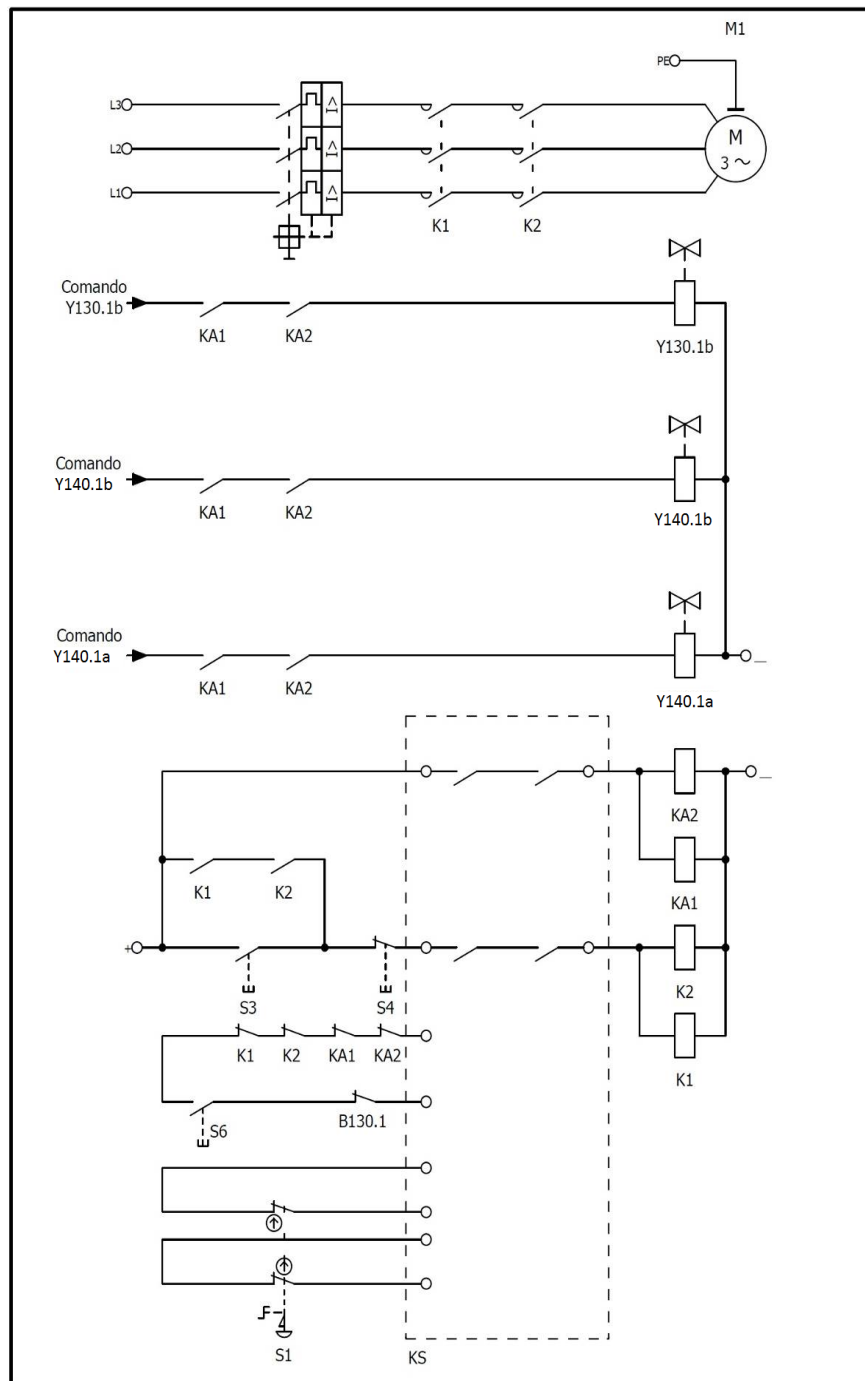 M1
PE
L3
I>
L2
I>
M
3 ~
L1
I>
K1 K2
Comando
Y130.1b
KA1 KA2 Y130.1b
Comando
Y140.1b
KA1 KA2 Y140.1b
Comando
Y140.1a
KA1 KA2 Y140.1a
—
—
KA2
K1 K2 KA1
+
S3 S4 K2
K1 K2 KA1 KA2 K1
S6 B130.1
S1 KS